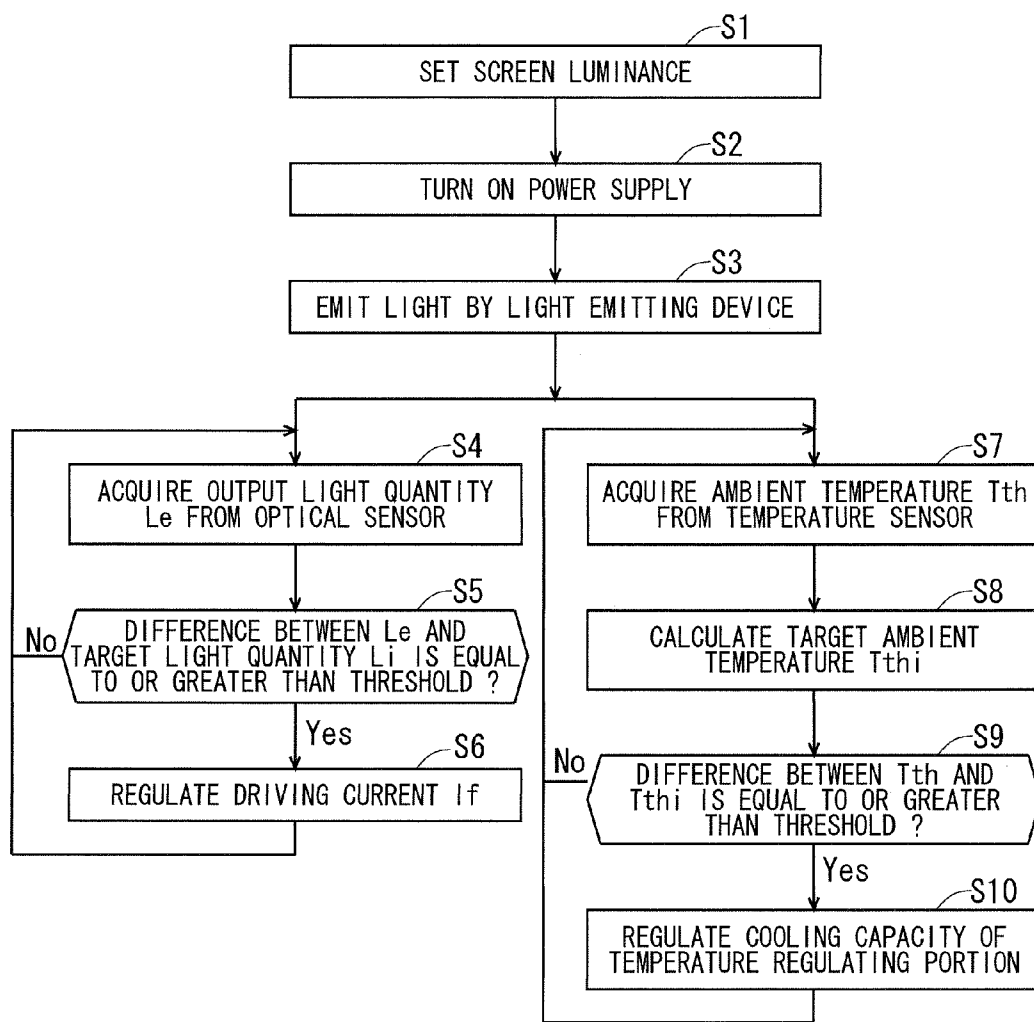 S1
SET SCREEN LUMINANCE
S2
TURN ON POWER SUPPLY
S3
EMIT LIGHT BY LIGHT EMITTING DEVICE
S4
ACQUIRE OUTPUT LIGHT QUANTITY
Le FROM OPTICAL SENSOR
S5
DIFFERENCE BETWEEN Le AND
TARGET LIGHT QUANTITY Li IS EQUAL
TO OR GREATER THAN THRESHOLD ?
No
Yes
S6
REGULATE DRIVING CURRENT If
S7
ACQUIRE AMBIENT TEMPERATURE Tth
FROM TEMPERATURE SENSOR
S8
CALCULATE TARGET AMBIENT
TEMPERATURE Tthi
S9
DIFFERENCE BETWEEN Tth AND
Tthi IS EQUAL TO OR GREATER
THAN THRESHOLD ?
No
Yes
S10
REGULATE COOLING CAPACITY OF
TEMPERATURE REGULATING PORTION